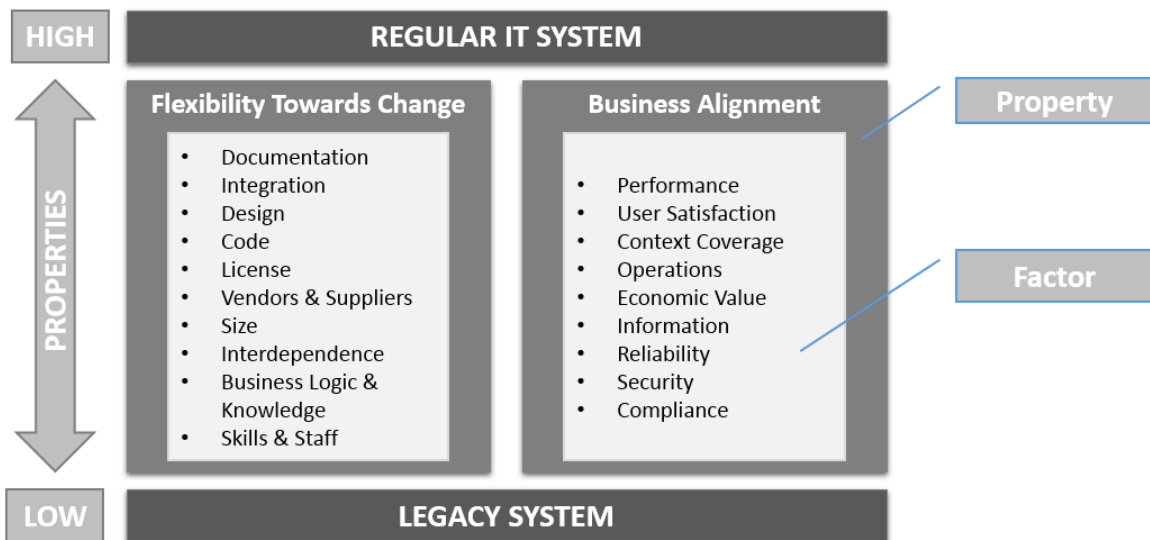 HIGH
REGULAR IT SYSTEM
Flexibility Towards Change
• Documentation
• Integration
• Design
• Code
• License
• Vendors & Suppliers
• Size
• Interdependence
• Business Logic &
Knowledge
• Skills & Staff
Business Alignment
• Performance
• User Satisfaction
• Context Coverage
• Operations
• Economic Value
• Information
• Reliability
• Security
• Compliance
Property
Factor
PROPERTIES
LOW
LEGACY SYSTEM